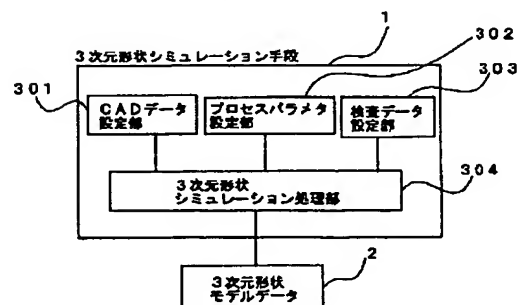 1
302
3次元形状シミュレーション手段
303
301
CADデータ
設定部
プロセスパラメタ
設定部
検査データ
設定部
304
3次元形状
シミュレーション処理部
2
3次元形状
モデルデータ